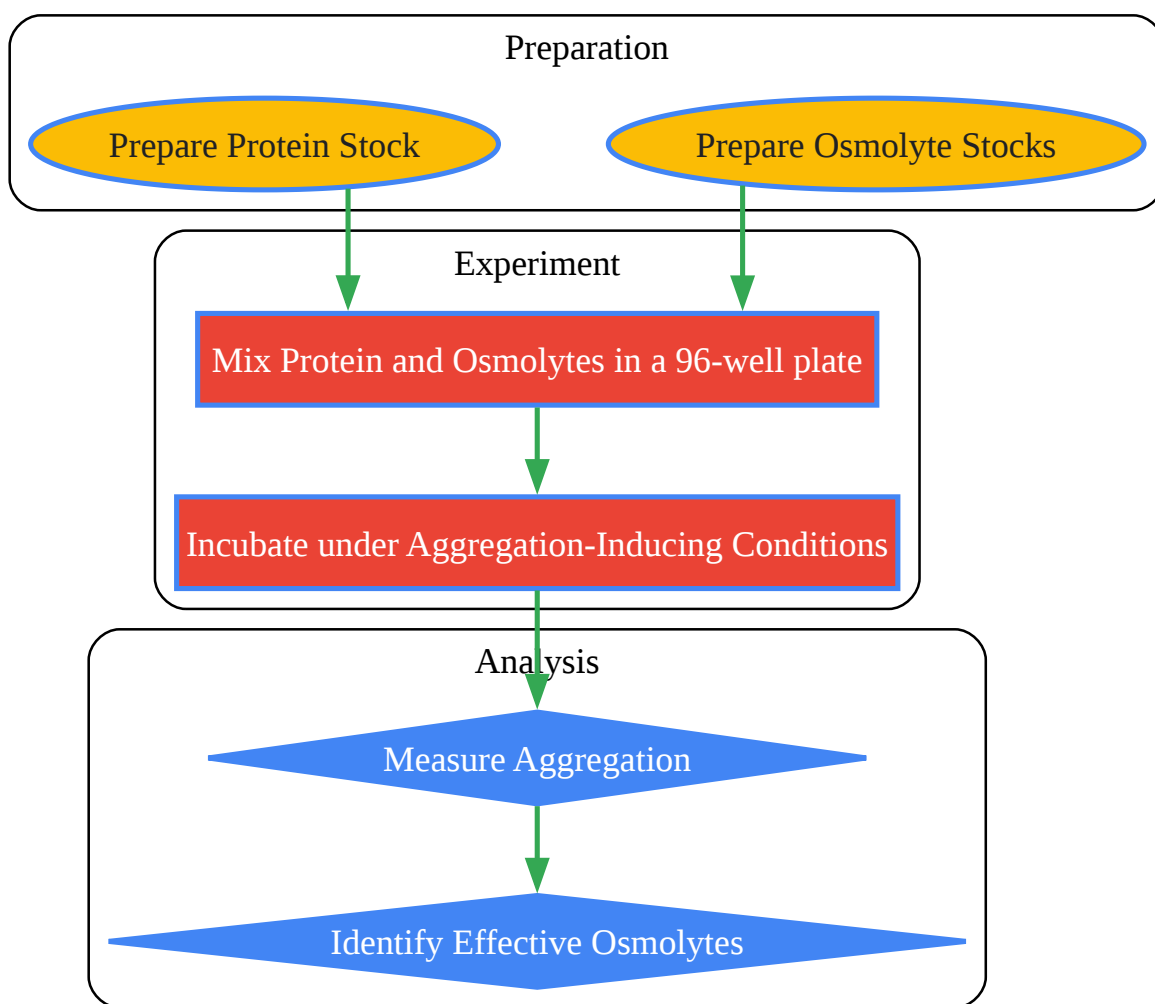 Preparation
Prepare Protein Stock
Prepare Osmolyte Stocks
Experiment
Mix Protein and Osmolytes in a 96-well plate
Incubate under Aggregation-Inducing Conditions
Analysis
Measure Aggregation
Identify Effective Osmolytes